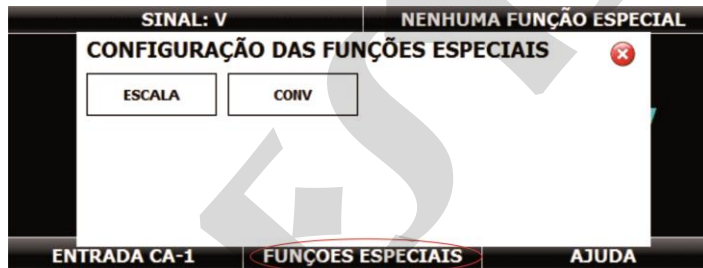 SINAL: V
NENHUMA FUNÇÃO ESPECIAL
CONFIGURAÇÃO DAS FUNÇÕES ESPECIAIS
ESCALA
CONV
ENTRADA CA-1
FUNÇOES ESPECIAIS
AJUDA